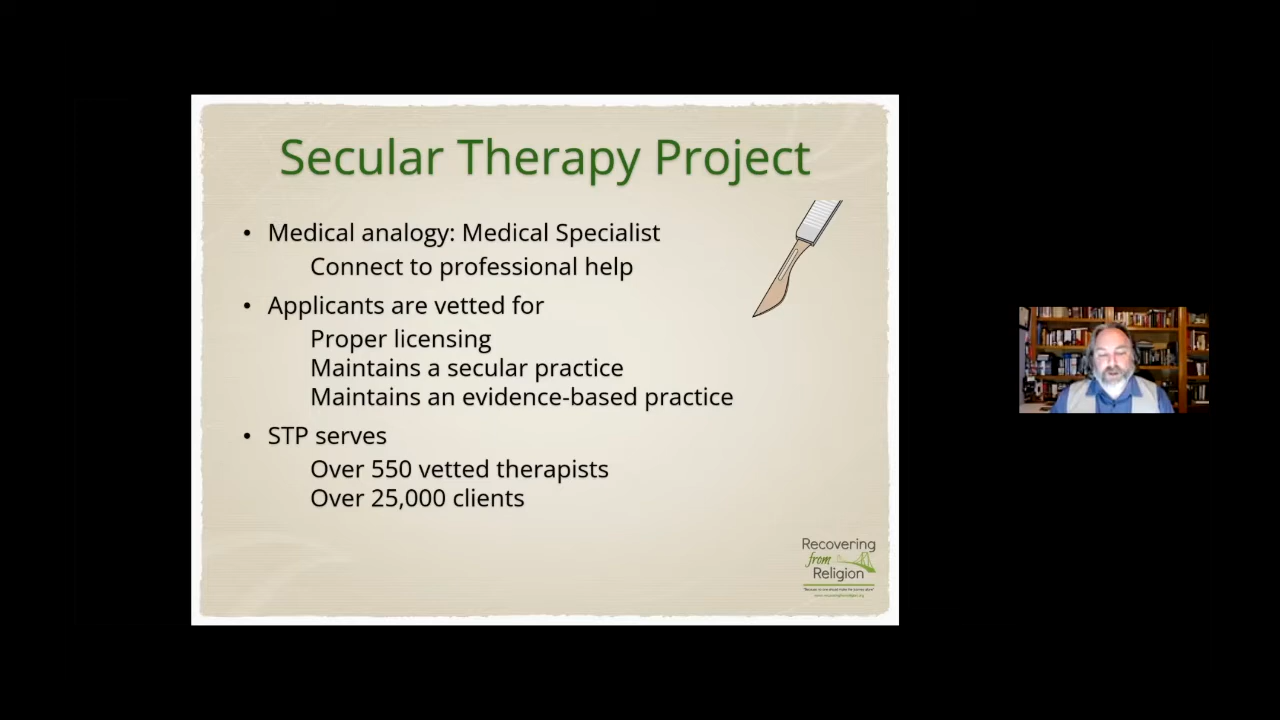 Secular Therapy Project
• Medical analogy: Medical Specialist
Connect to professional help
• Applicants are vetted for
Proper licensing
Maintains a secular practice
Maintains an evidence-based practice
• STP serves
Over 550 vetted therapists
Over 25,000 clients
Recovering
from
Religion